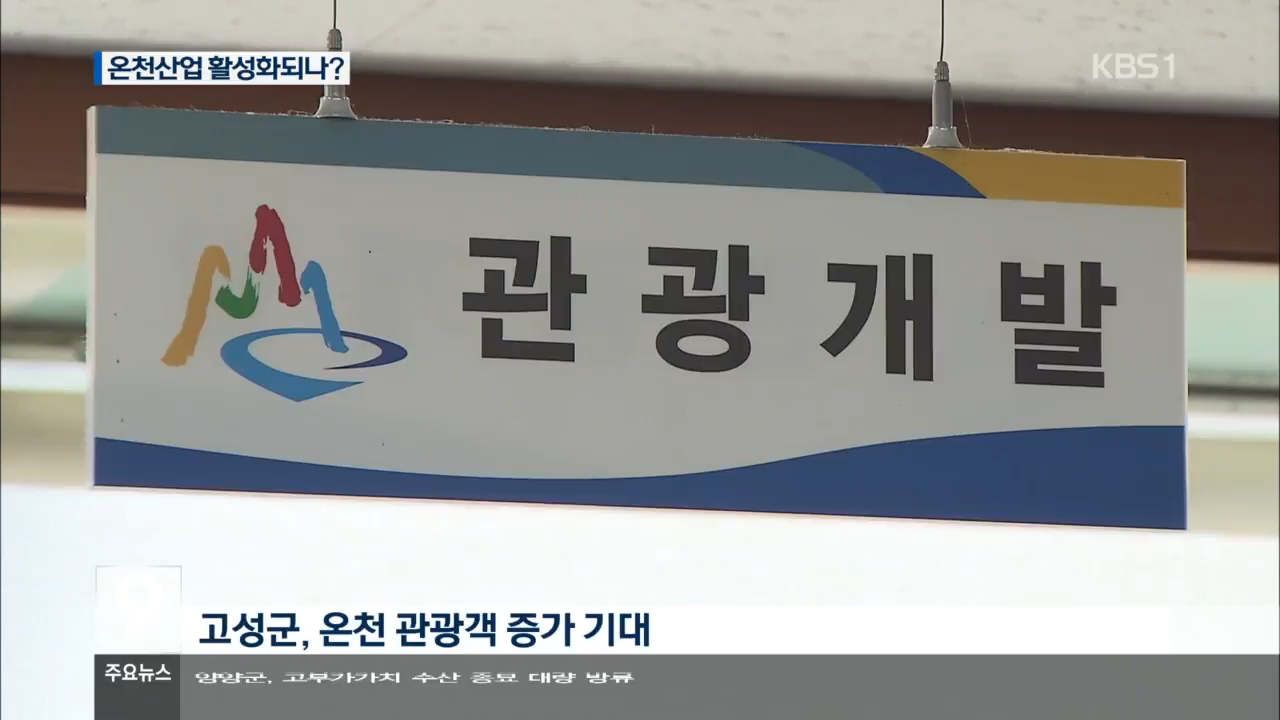 온천산업 활성화되나?
KBS1
관광개발
9
고성군, 온천 관광객 증가 기대
주요뉴스
양양군, 고부가가치 수산 종묘 대량 방류